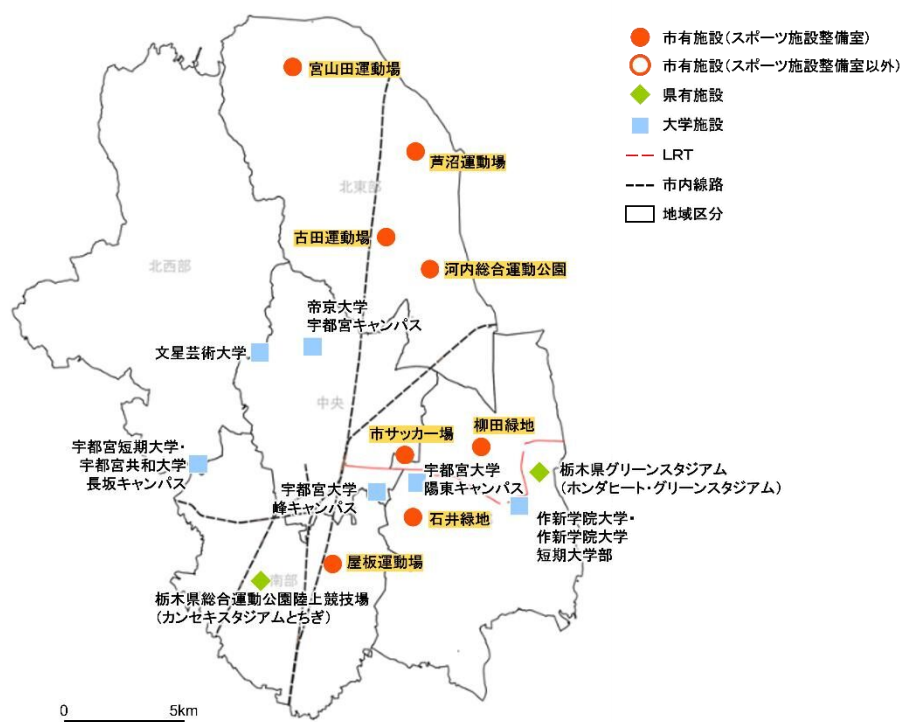 市有施設(スポーツ施設整備室)
市有施設(スポーツ施設整備室以外)
県有施設
大学施設
LRT
市内線路
地域区分
宮山田運動場
芦沼運動場
北東部
古田運動場
北西部
河内総合運動公園
帝京大学
宇都宮キャンパス
文星芸術大学
中央
市サッカー場
柳田緑地
宇都宮短期大学・
宇都宮共和大学
長坂キャンパス
宇都宮大学
陽東キャンパス
栃木県グリーンスタジアム
(ホンダヒート・グリーンスタジアム)
宇都宮大学
峰キャンパス
石井緑地
作新学院大学・
作新学院大学
短期大学部
屋板運動場
南部
栃木県総合運動公園陸上競技場
(カンセキスタジアムとちぎ)
0 5km